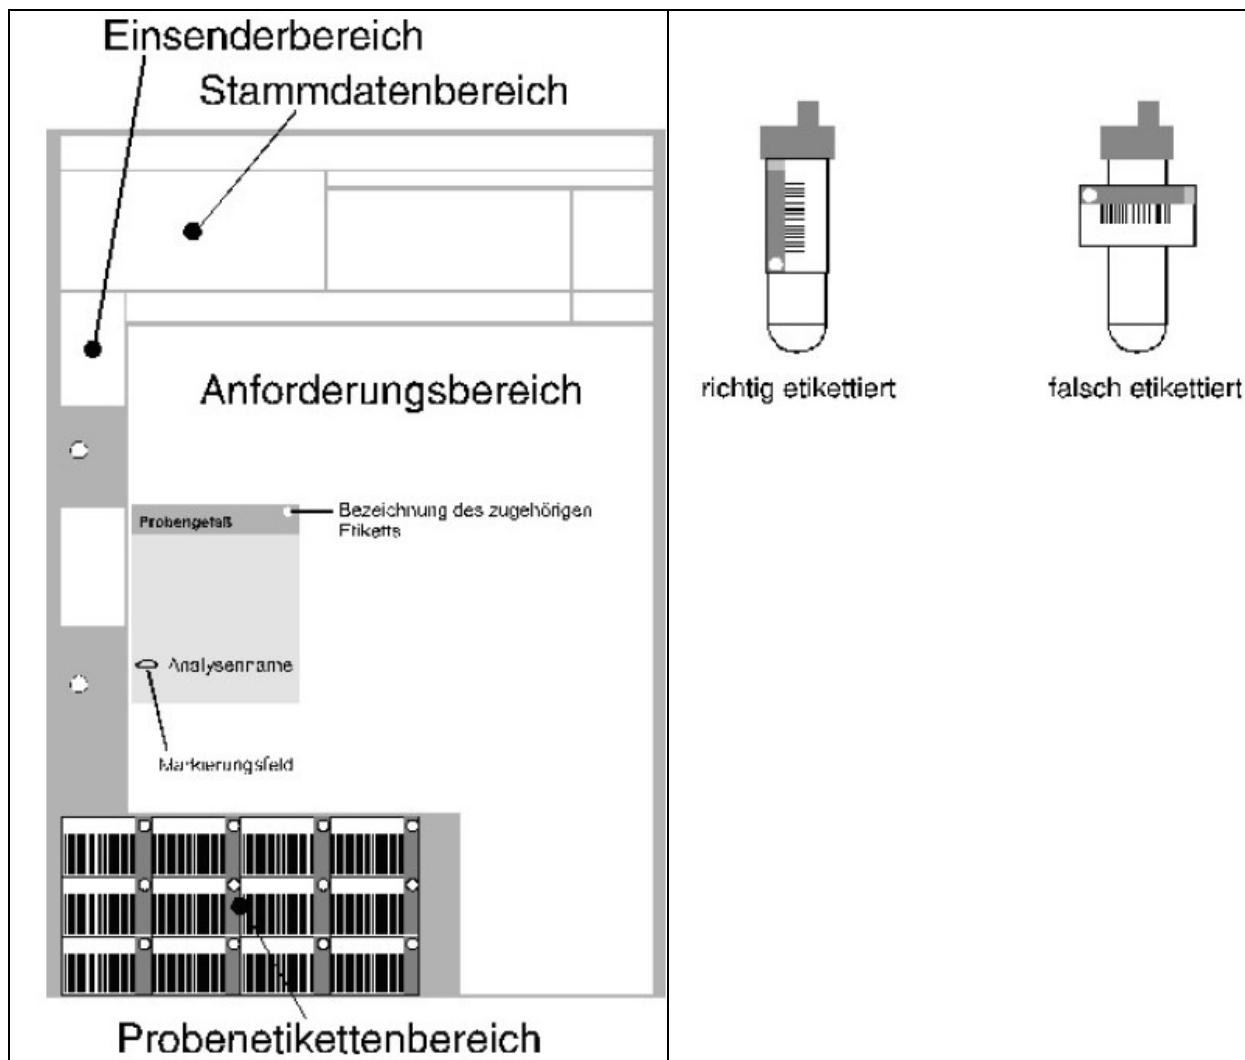 Einsenderbereich
Stammdatenbereich
Anforderungsbereich
Probengefäß
Bezeichnung des zugehörigen
Etiketts
Analysenname
Markierungsfeld
Probenetikettenbereich
richtig etikettiert
falsch etikettiert